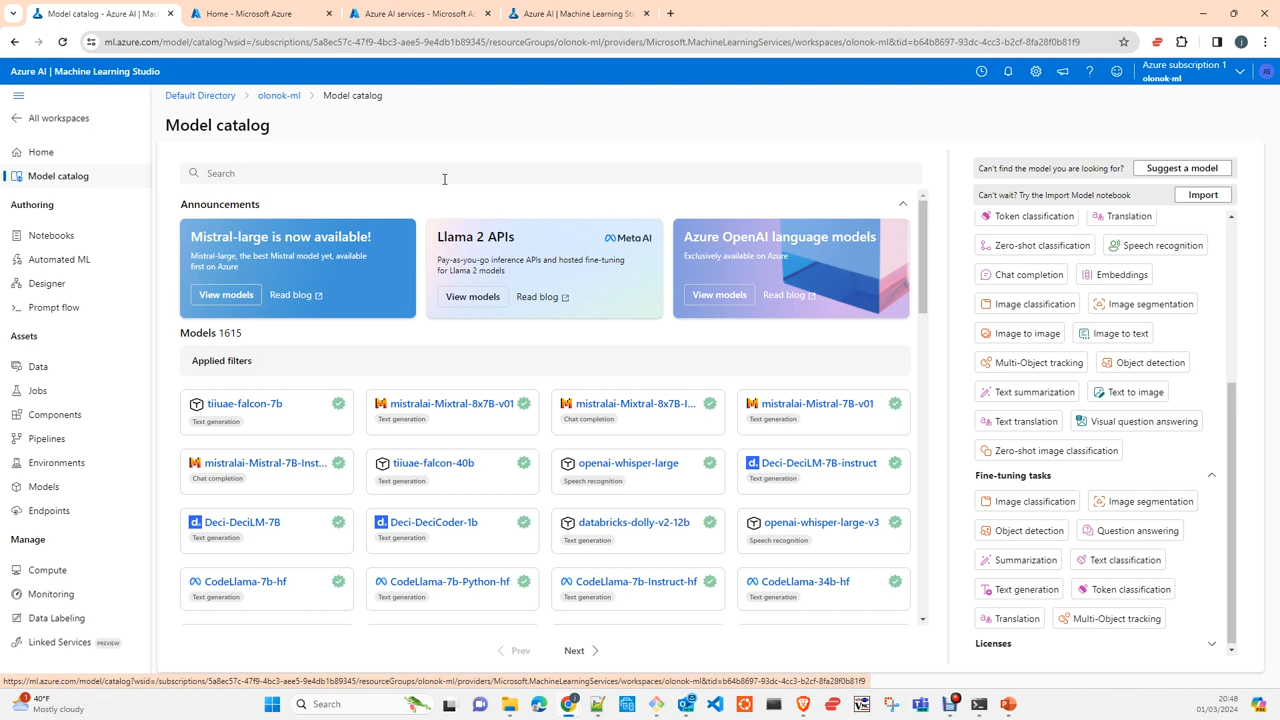 Model catalog - Azure AI | Mac
Home - Microsoft Azure
Azure AI services - Microsoft Az
Azure AI | Machine Learning Stu
ml.azure.com/model/catalog?wsid=/subscriptions/5a8ec57c-47f9-4bc3-aee5-9e4db1b89345/resourceGroups/olonok-ml/providers/Microsoft.MachineLearningServices/workspaces/olonok-ml&tid=b64b8697-93dc-4cc3-b2cf-8fa28f0b81f9
Azure AI | Machine Learning Studio
Azure subscription 1
olonok-ml
JG
All workspaces
Home
Model catalog
Authoring
Notebooks
Automated ML
Designer
Prompt flow
Assets
Data
Jobs
Components
Pipelines
Environments
Models
Endpoints
Manage
Compute
Monitoring
Data Labeling
Linked Services PREVIEW
Default Directory > olonok-ml > Model catalog
Model catalog
Search
Announcements
Mistral-large is now available!
Mistral-large, the best Mistral model yet, available
first on Azure
View models Read blog
Llama 2 APIs
Meta AI
Pay-as-you-go inference APIs and hosted fine-tuning
for Llama 2 models
View models Read blog
Azure OpenAI language models
Exclusively available on Azure
View models Read blog
Models 1615
Applied filters
tiiuae-falcon-7b
Text generation
mistralai-Mixtral-8x7B-v01
Text generation
mistralai-Mixtral-8x7B-I...
Chat completion
mistralai-Mistral-7B-v01
Text generation
mistralai-Mistral-7B-Inst...
Chat completion
tiiuae-falcon-40b
Text generation
openai-whisper-large
Speech recognition
Deci-DeciLM-7B-instruct
Text generation
Deci-DeciLM-7B
Text generation
Deci-DeciCoder-1b
Text generation
databricks-dolly-v2-12b
Text generation
openai-whisper-large-v3
Speech recognition
CodeLlama-7b-hf
Text generation
CodeLlama-7b-Python-hf
Text generation
CodeLlama-7b-Instruct-hf
Text generation
CodeLlama-34b-hf
Text generation
Prev Next
Can't find the model you are looking for? Suggest a model
Can't wait? Try the Import Model notebook Import
Token classification Translation
Zero-shot classification Speech recognition
Chat completion Embeddings
Image classification Image segmentation
Image to image Image to text
Multi-Object tracking Object detection
Text summarization Text to image
Text translation Visual question answering
Zero-shot image classification
Fine-tuning tasks
Image classification Image segmentation
Object detection Question answering
Summarization Text classification
Text generation Token classification
Translation Multi-Object tracking
Licenses
https://ml.azure.com/model/catalog?wsid=/subscriptions/5a8ec57c-47f9-4bc3-aee5-9e4db1b89345/resourceGroups/olonok-ml/providers/Microsoft.MachineLearningServices/workspaces/olonok-ml&tid=b64b8697-93dc-4cc3-b2cf-8fa28f0b81f9
40°F
Mostly cloudy
Search
20:48
01/03/2024